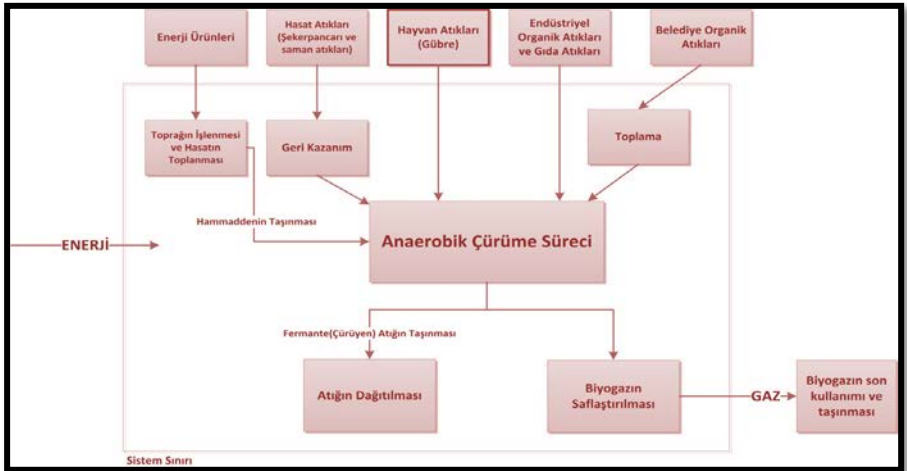 Enerji Ürünleri
Hasat Atıkları
(Şekerpancarı ve
saman atıkları)
Hayvan Atıkları
(Gübre)
Endüstriyel
Organik Atıkları
ve Gıda Atıkları
Belediye Organik
Atıkları
Toprağın İşlenmesi
ve Hasatın
Toplanması
Geri Kazanım
Toplama
Hammaddenin Taşınması
Anaerobik Çürüme Süreci
ENERJİ
Fermante(Çürüyen) Atığın Taşınması
Atığın Dağıtılması
Biyogazın
Saflaştırılması
GAZ
Biyogazın son
kullanımı ve
taşınması
Sistem Sınırı